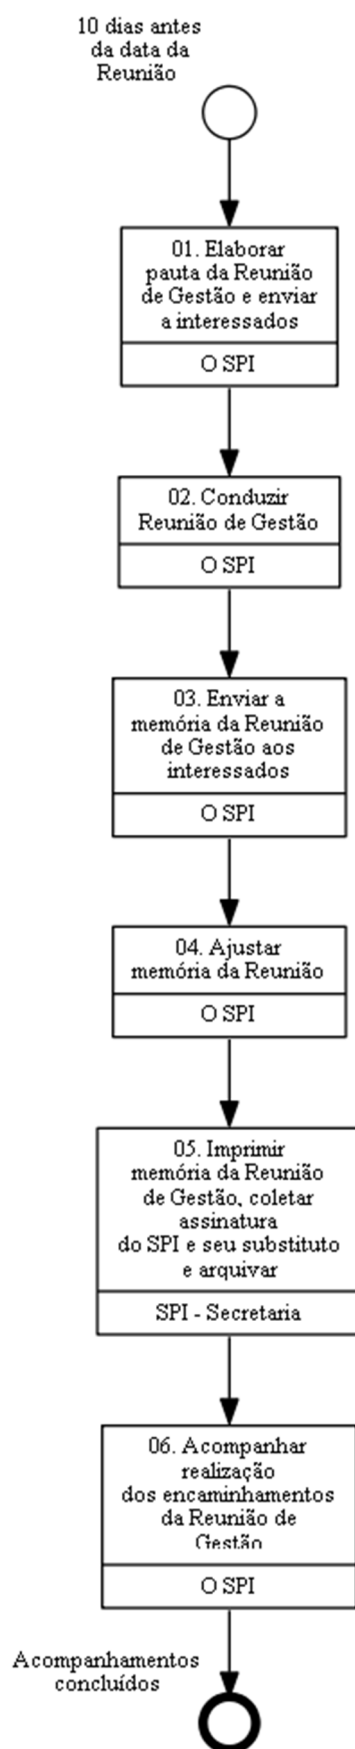 10 dias antes
da data da
Reunião
01. Elaborar
pauta da Reunião
de Gestão e enviar
a interessados
O SPI
02. Conduzir
Reunião de Gestão
O SPI
03. Enviar a
memória da Reunião
de Gestão aos
interessados
O SPI
04. Ajustar
memória da Reunião
O SPI
05. Imprimir
memória da Reunião
de Gestão, coletar
assinatura
do SPI e seu substituto
e arquivar
SPI - Secretaria
06. Acompanhar
realização
dos encaminhamentos
da Reunião de
Gestão
O SPI
Acompanhamentos
concluídos